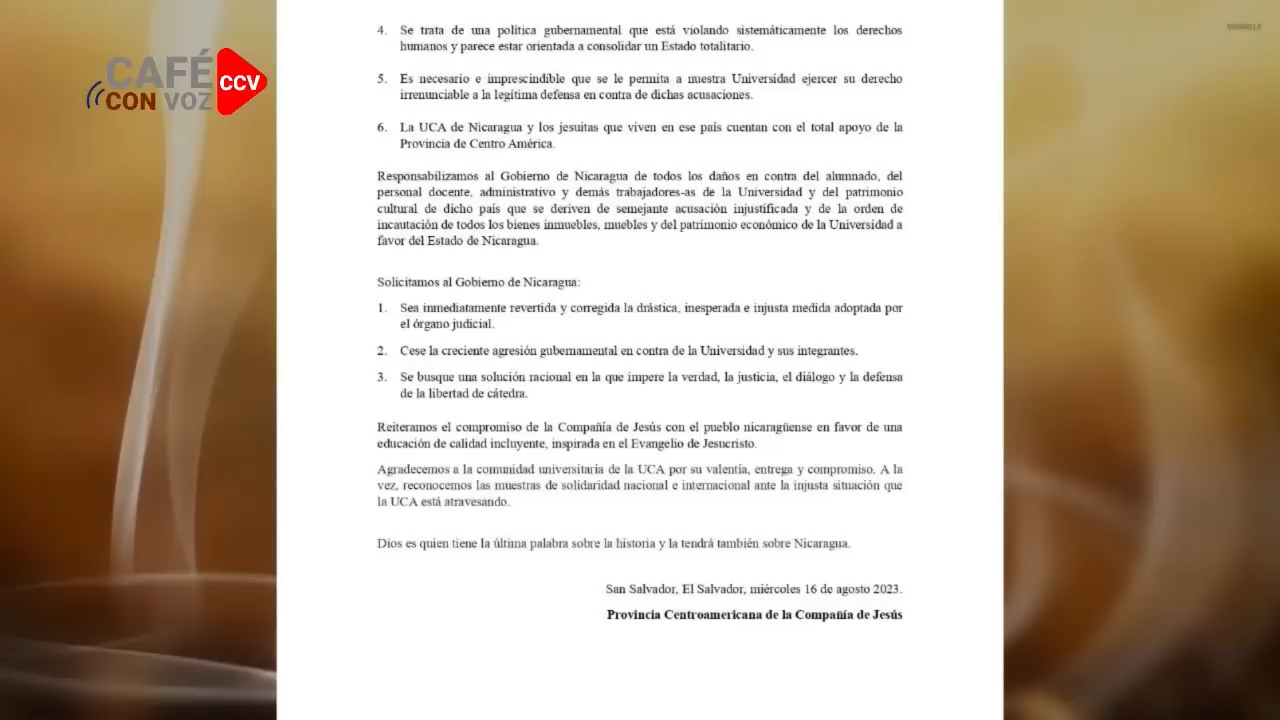 CAFÉ
CON VOZ
CCV
4. Se trata de una política gubernamental que está violando sistemáticamente los derechos
humanos y parece estar orientada a consolidar un Estado totalitario.
5. Es necesario e imprescindible que se le permita a nuestra Universidad ejercer su derecho
irrenunciable a la legítima defensa en contra de dichas acusaciones.
6. La UCA de Nicaragua y los jesuitas que viven en ese país cuentan con el total apoyo de la
Provincia de Centro América.
Responsabilizamos al Gobierno de Nicaragua de todos los daños en contra del alumnado, del
personal docente, administrativo y demás trabajadores-as de la Universidad y del patrimonio
cultural de dicho país que se deriven de semejante acusación injustificada y de la orden de
incautación de todos los bienes inmuebles, muebles y del patrimonio económico de la Universidad a
favor del Estado de Nicaragua.
Solicitamos al Gobierno de Nicaragua:
1. Sea inmediatamente revertida y corregida la drástica, inesperada e injusta medida adoptada por
el órgano judicial.
2. Cese la creciente agresión gubernamental en contra de la Universidad y sus integrantes.
3. Se busque una solución racional en la que impere la verdad, la justicia, el diálogo y la defensa
de la libertad de cátedra.
Reiteramos el compromiso de la Compañía de Jesús con el pueblo nicaragüense en favor de una
educación de calidad incluyente, inspirada en el Evangelio de Jesucristo.
Agradecemos a la comunidad universitaria de la UCA por su valentía, entrega y compromiso. A la
vez, reconocemos las muestras de solidaridad nacional e internacional ante la injusta situación que
la UCA está atravesando.
Dios es quien tiene la última palabra sobre la historia y la tendrá también sobre Nicaragua.
San Salvador, El Salvador, miércoles 16 de agosto 2023.
Provincia Centroamericana de la Compañía de Jesús